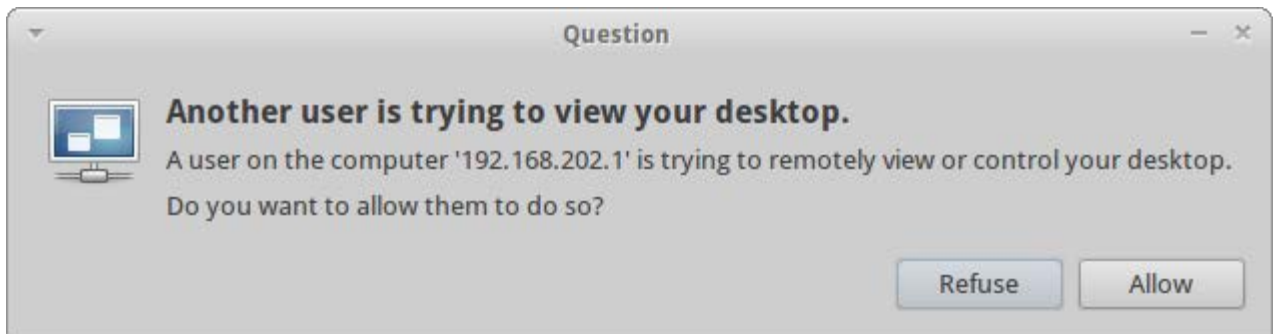 Question
Another user is trying to view your desktop.
A user on the computer '192.168.202.1' is trying to remotely view or control your desktop.
Do you want to allow them to do so?
Refuse Allow